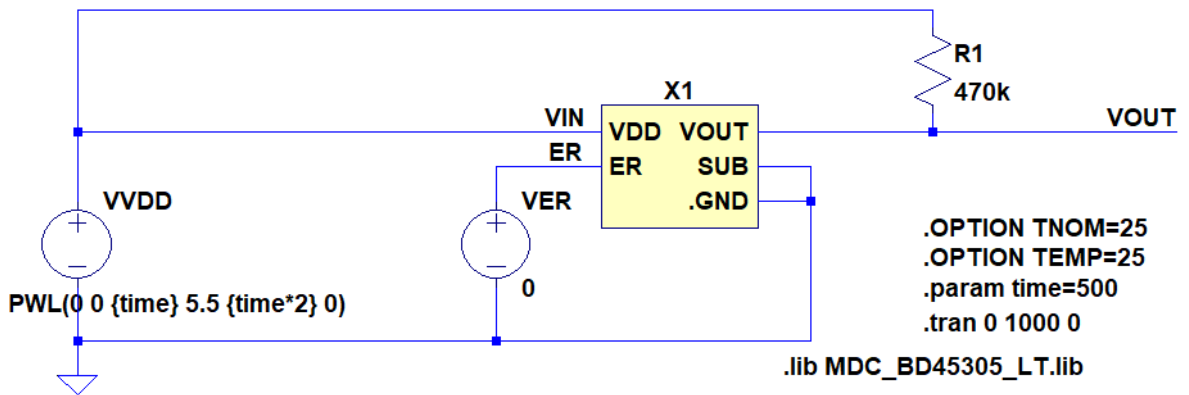 R1
470k
X1
VIN
VDD VOUT
VOUT
ER
ER SUB
.GND
VVDD
VER
PWL(0 0 {time} 5.5 {time*2} 0)
0
.OPTION TNOM=25
.OPTION TEMP=25
.param time=500
.tran 0 1000 0
.lib MDC_BD45305_LT.lib